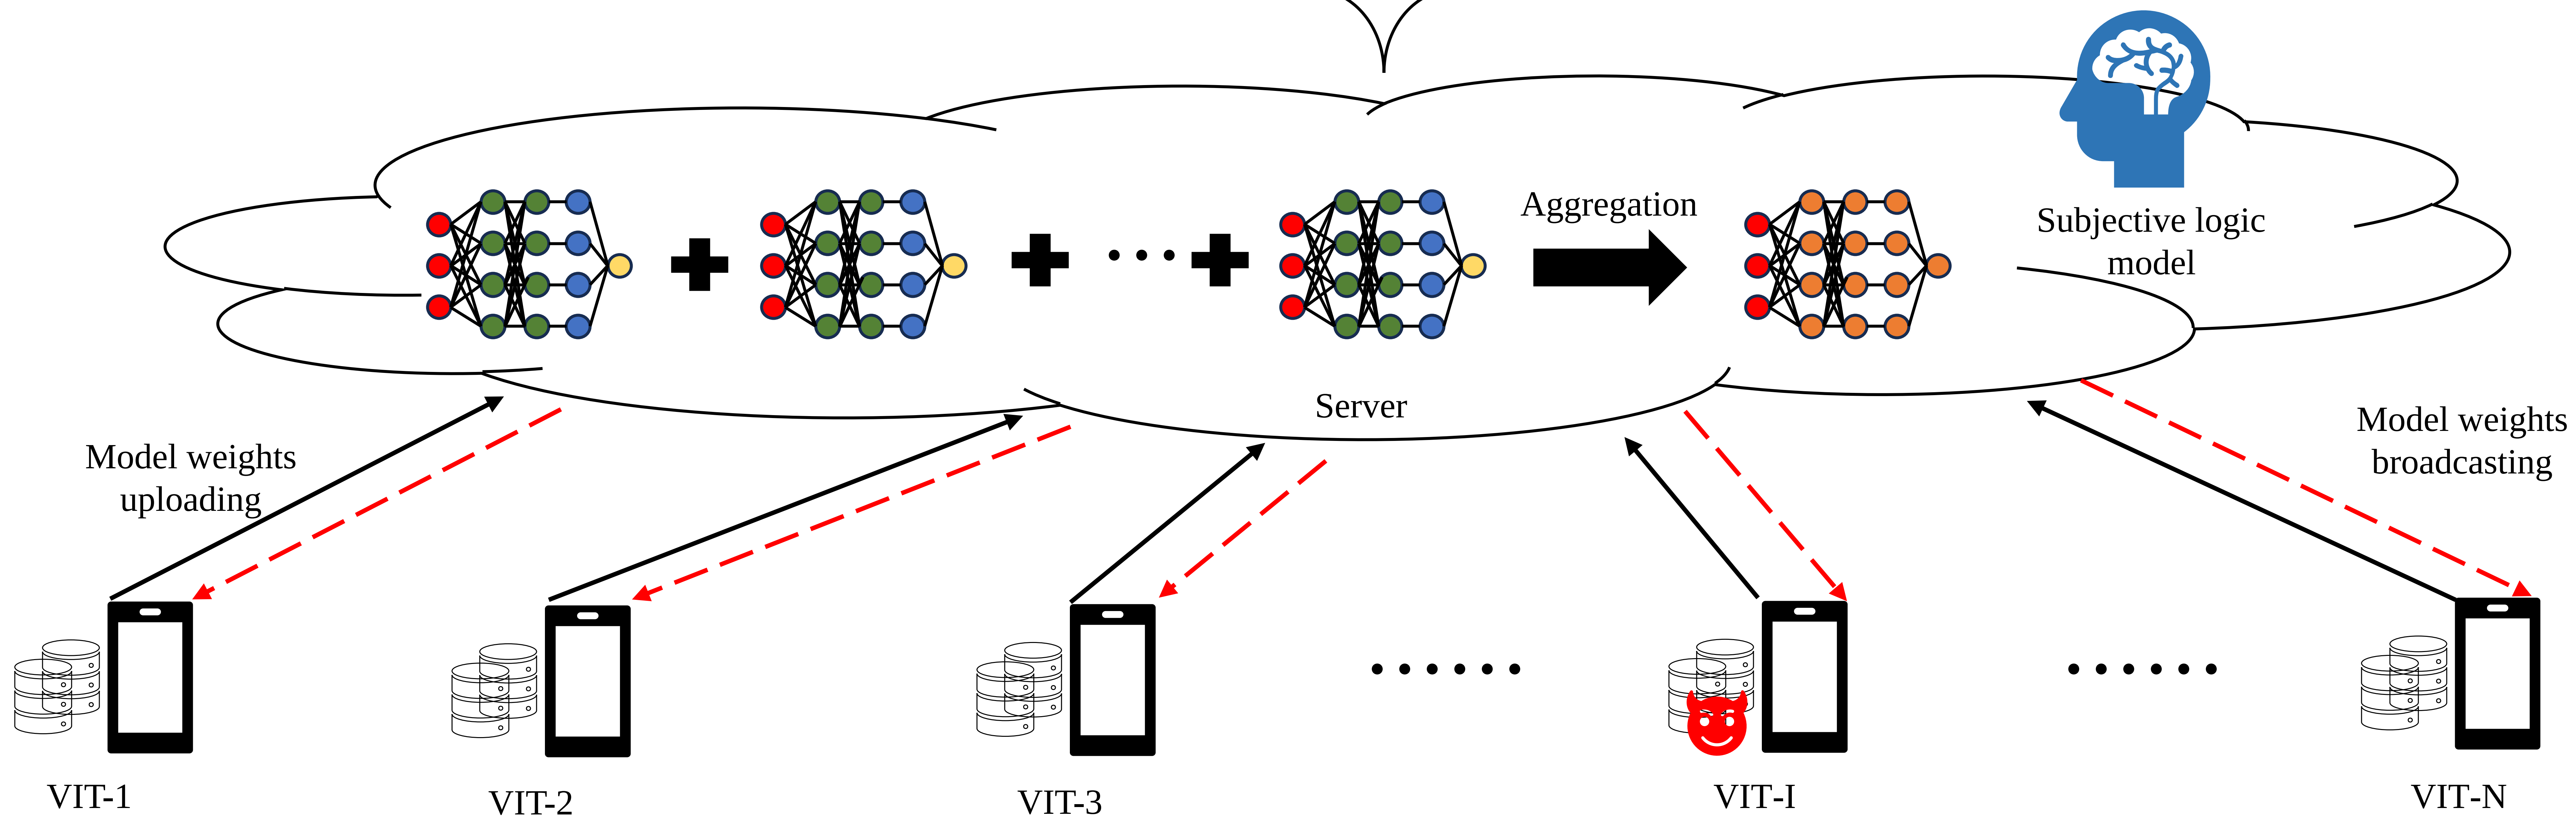 Aggregation
Subjective logic
model
Server
Model weights
uploading
Model weights
broadcasting
VIT-1
VIT-2
VIT-3
VIT-I
VIT-N